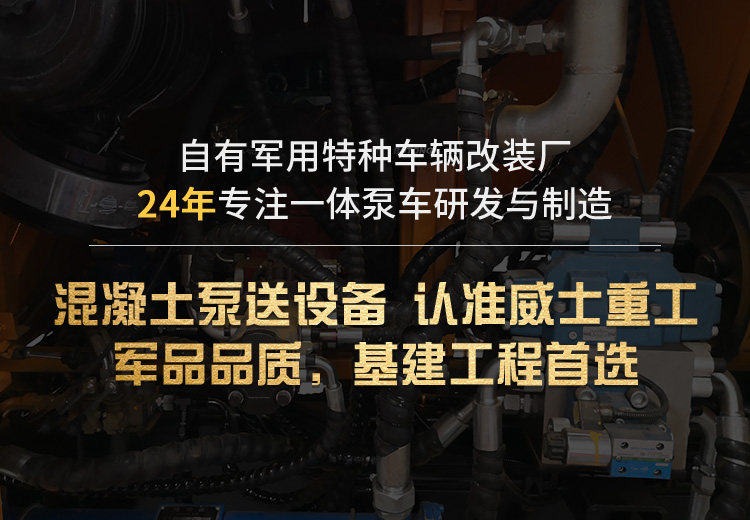 自有军用特种车辆改装厂
24年专注一体泵车研发与制造
混凝土泵送设备 认准威士重工
军品品质，基建工程首选